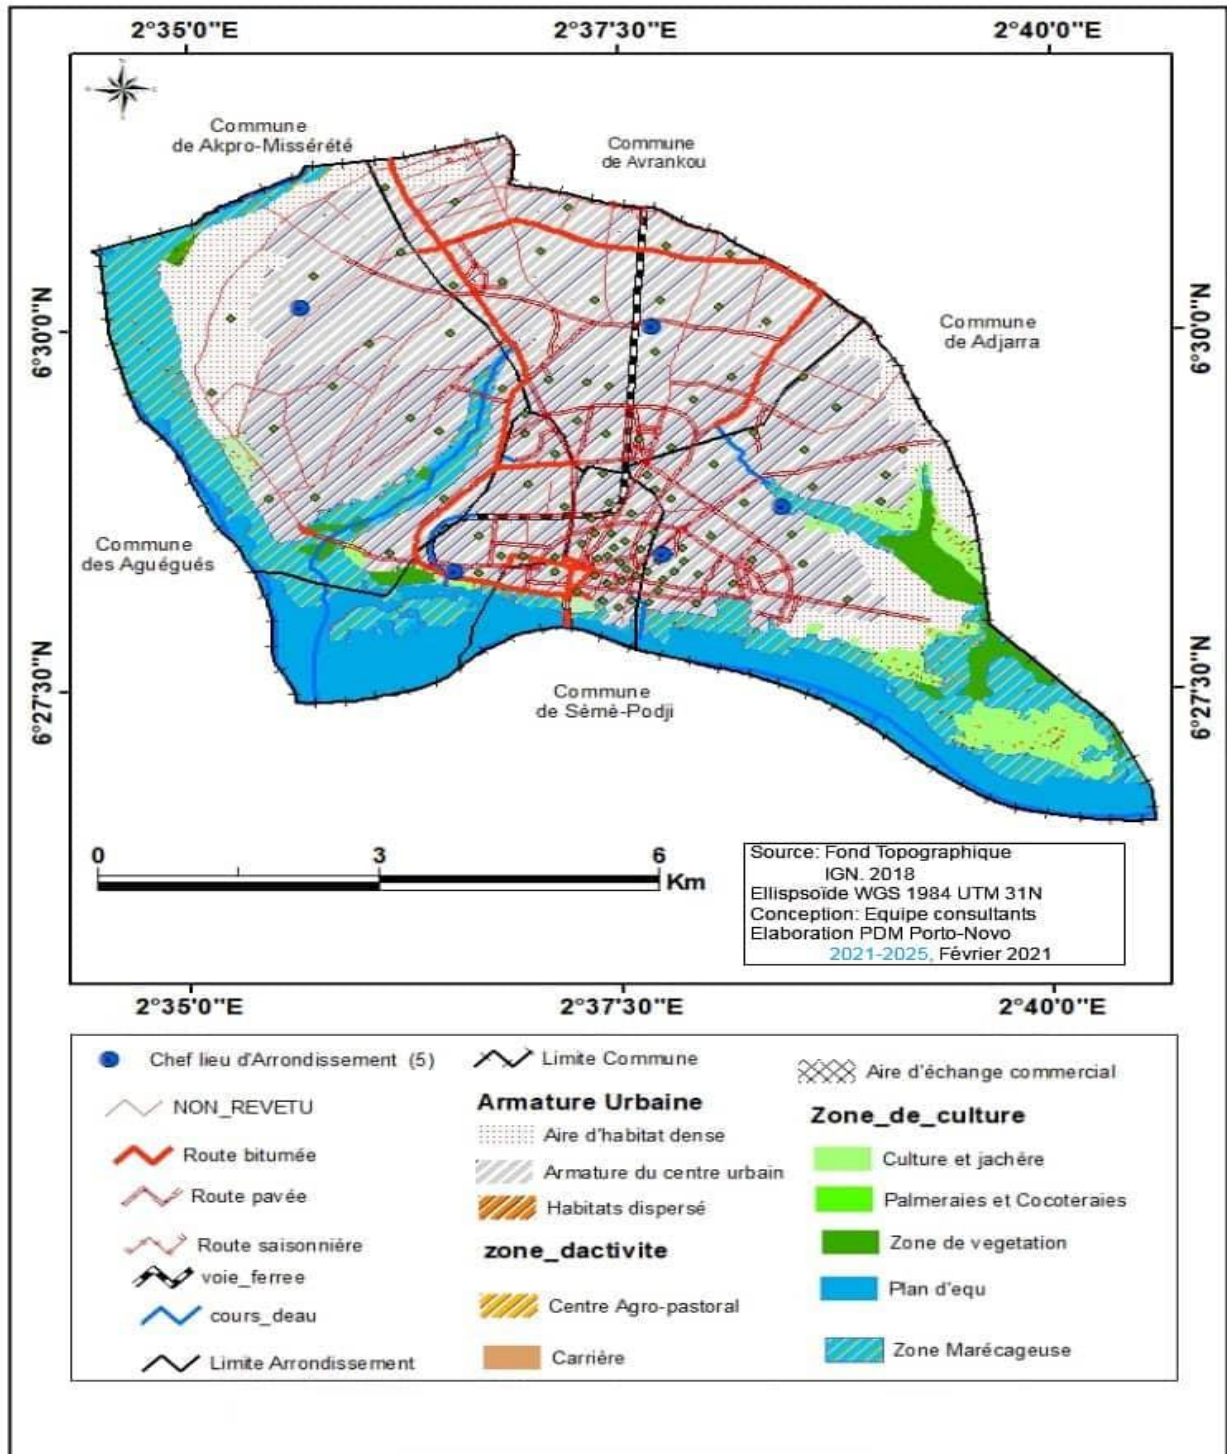 2°35'0"E
2°37'30"E
2°40'0"E
Commune
de Akpro-Missérété
Commune
de Avrankou
6°30'0"N
6°30'0"N
Commune
de Adjarra
Commune
des Aguégués
6°27'30"N
6°27'30"N
Commune
de Sèmè-Podji
0
3
6
Km
Source: Fond Topographique
IGN. 2018
Ellispsoïde WGS 1984 UTM 31N
Conception: Equipe consultants
Elaboration PDM Porto-Novo
2021-2025, Février 2021
2°35'0"E
2°37'30"E
2°40'0"E
Chef lieu d'Arrondissement (5)
NON_REVETU
Route bitumée
Route pavée
Route saisonnière
voie_ferree
cours_deau
Limite Arrondissement
Limite Commune
Armature Urbaine
Aire d'habitat dense
Armature du centre urbain
Habitats dispersé
zone_dactivite
Centre Agro-pastoral
Carrière
Aire d'échange commercial
Zone_de_culture
Culture et jachère
Palmeraies et Cocoteraies
Zone de vegetation
Plan d'equ
Zone Marécageuse